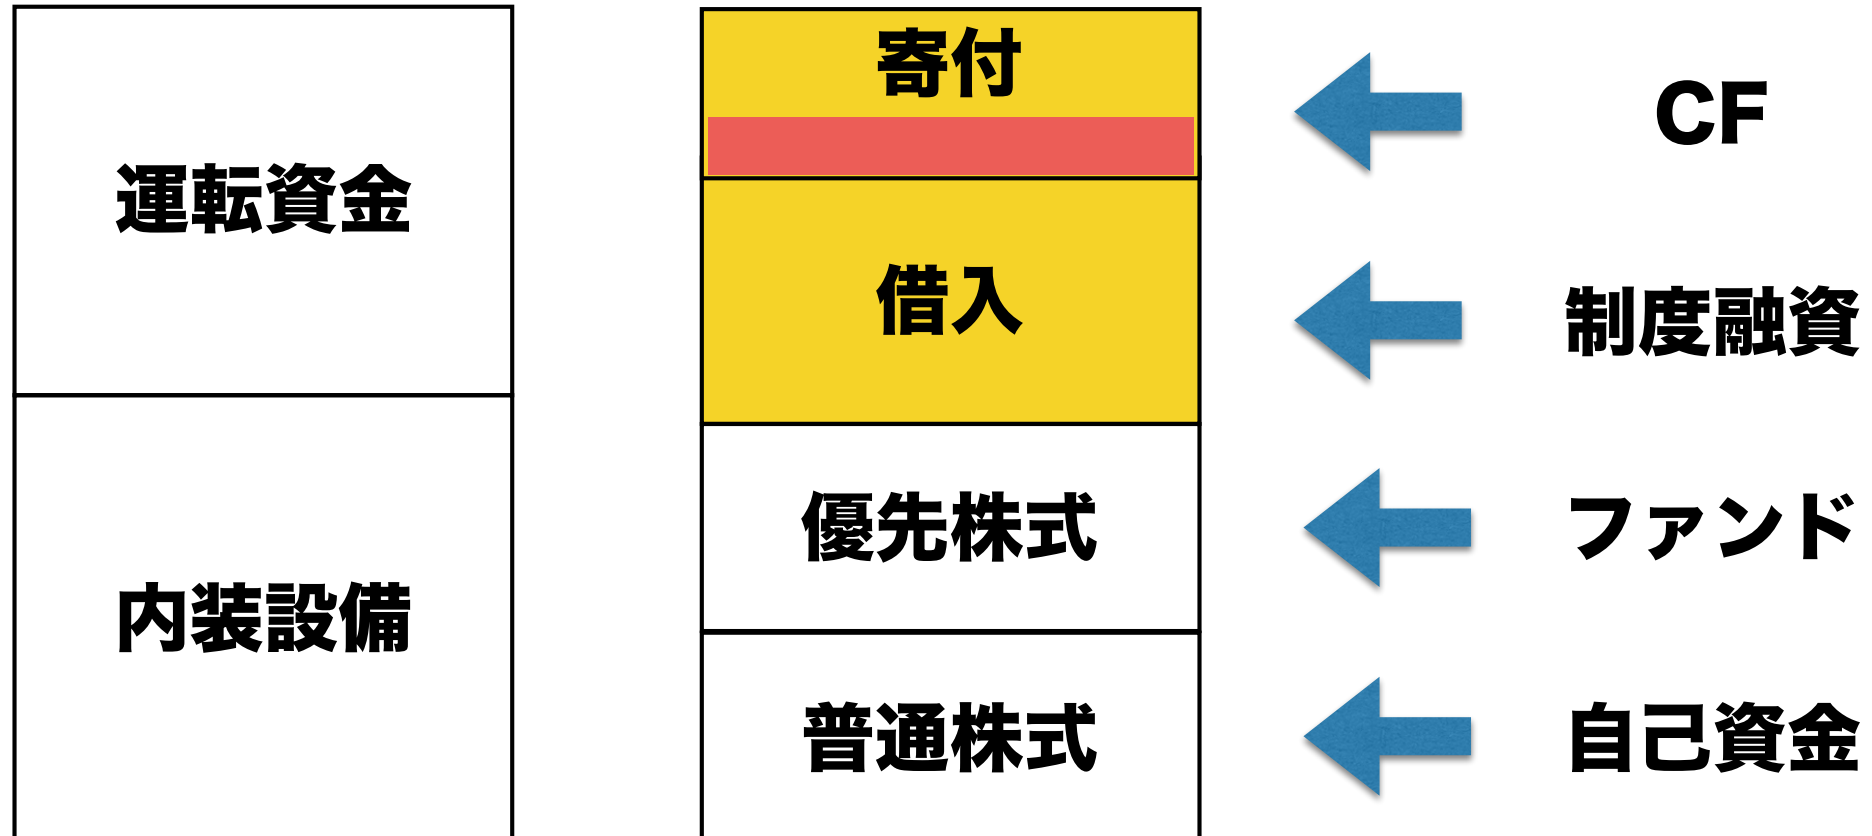 運転資金
内装設備
寄付
借入
優先株式
普通株式
CF
制度融資
ファンド
自己資金